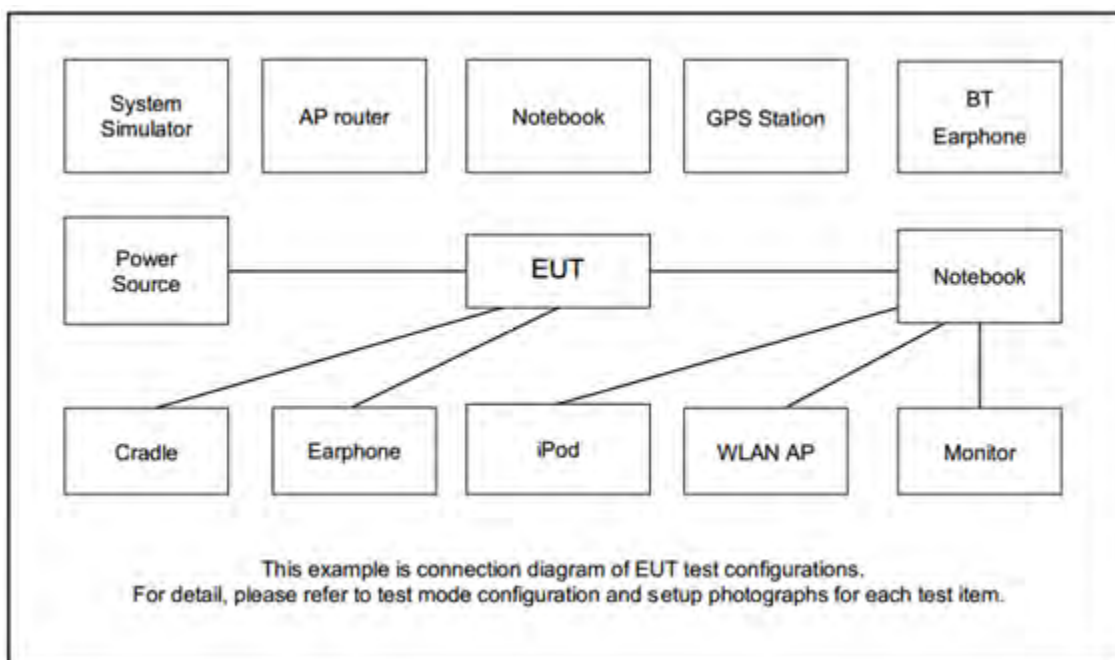 System
Simulator
AP router
Notebook
GPS Station
BT
Earphone
Power
Source
EUT
Notebook
Cradle
Earphone
iPod
WLAN AP
Monitor
This example is connection diagram of EUT test configurations.
For detail, please refer to test mode configuration and setup photographs for each test item.